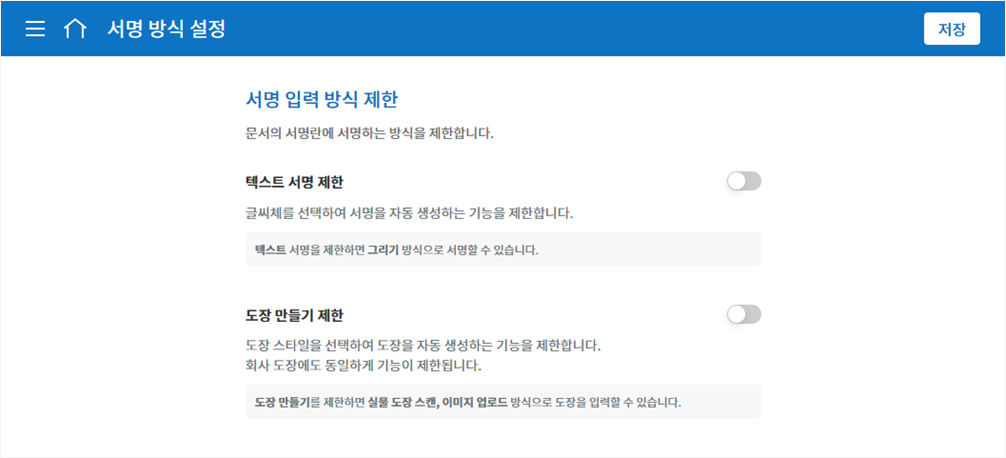 서명 방식 설정
저장
서명 입력 방식 제한
문서의 서명란에 서명하는 방식을 제한합니다.
텍스트 서명 제한
글씨체를 선택하여 서명을 자동 생성하는 기능을 제한합니다.
텍스트 서명을 제한하면 그리기 방식으로 서명할 수 있습니다.
도장 만들기 제한
도장 스타일을 선택하여 도장을 자동 생성하는 기능을 제한합니다.
회사 도장에도 동일하게 기능이 제한됩니다.
도장 만들기를 제한하면 실물 도장 스캔, 이미지 업로드 방식으로 도장을 입력할 수 있습니다.